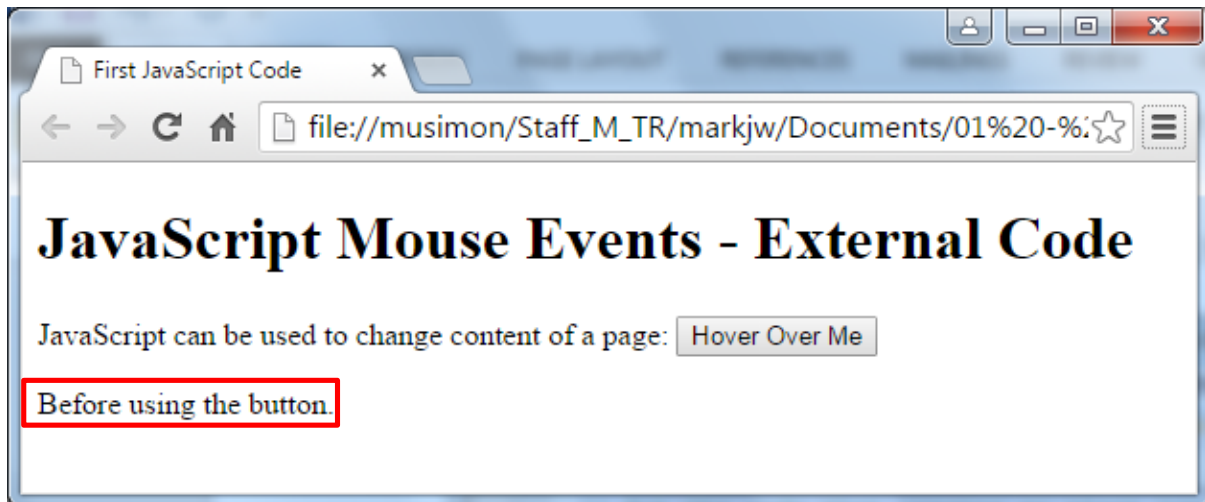 First JavaScript Code
file://musimon/Staff_M_TR/markjw/Documents/01%20-%
JavaScript Mouse Events - External Code
JavaScript can be used to change content of a page: Hover Over Me
Before using the button.